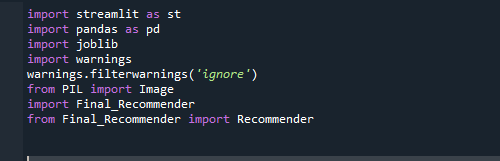 import streamlit as st
import pandas as pd
import joblib
import warnings
warnings.filterwarnings('ignore')
from PIL import Image
import Final_Recommender
from Final_Recommender import Recommender